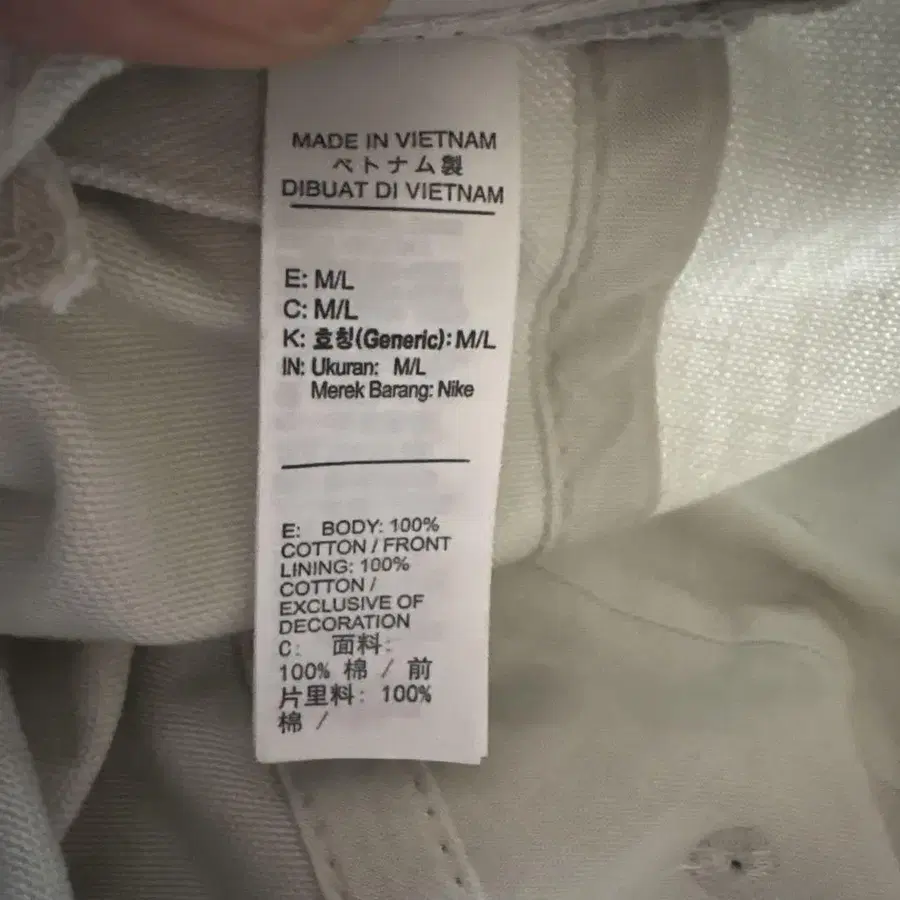 MADE IN VIETNAM
ベトナム製
DIBUAT DI VIETNAM
E: M/L
C: M/L
K: 호칭(Generic): M/L
IN: Ukuran: M/L
Merek Barang: Nike
E: BODY: 100%
COTTON / FRONT
LINING: 100%
COTTON /
EXCLUSIVE OF
DECORATION
C: 面料:
100% 棉 / 前
片里料: 100%
棉 /